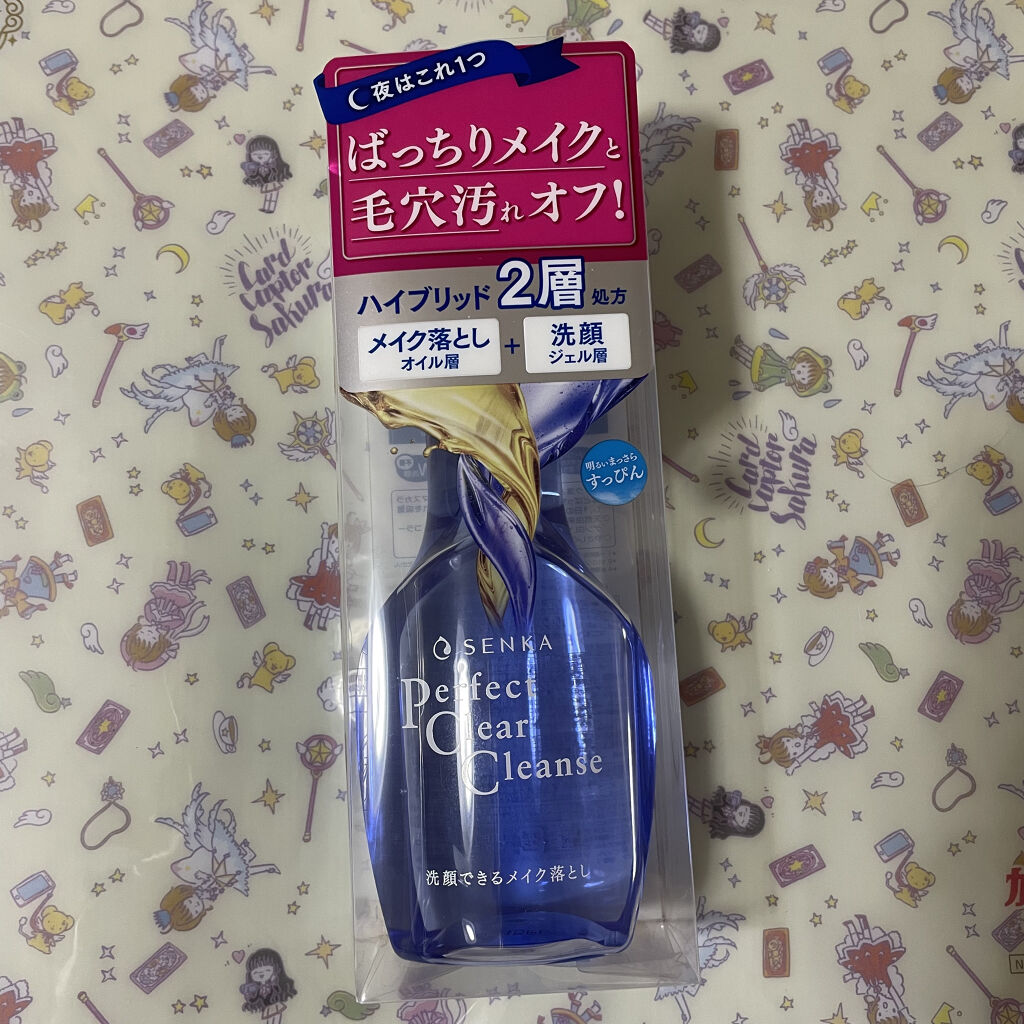 夜はこれ1つ
ばっちりメイクと
毛穴汚れオフ!
ハイブリッド2層処方
メイク落とし
オイル層
+
洗顔
ジェル層
明るいまっさら
すっぴん
SENKA
Perfect
Clear
Cleanse
洗顔できるメイク落とし
Card
Captor
Sakura
Card
Captor
Sakura